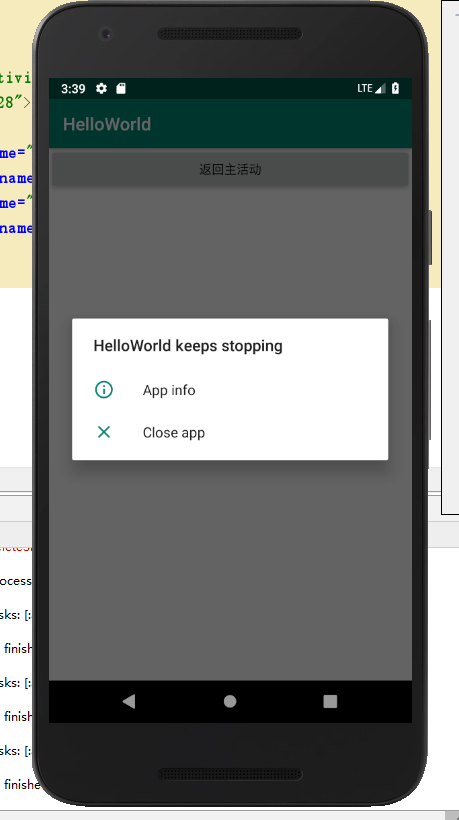 3:39
LTE
HelloWorld
28">
me="
name
me="
name
返回主活动
HelloWorld keeps stopping
App info
Close app
ocess
sks: [:
finish
sks: [:
finish
sks: [:
finishe